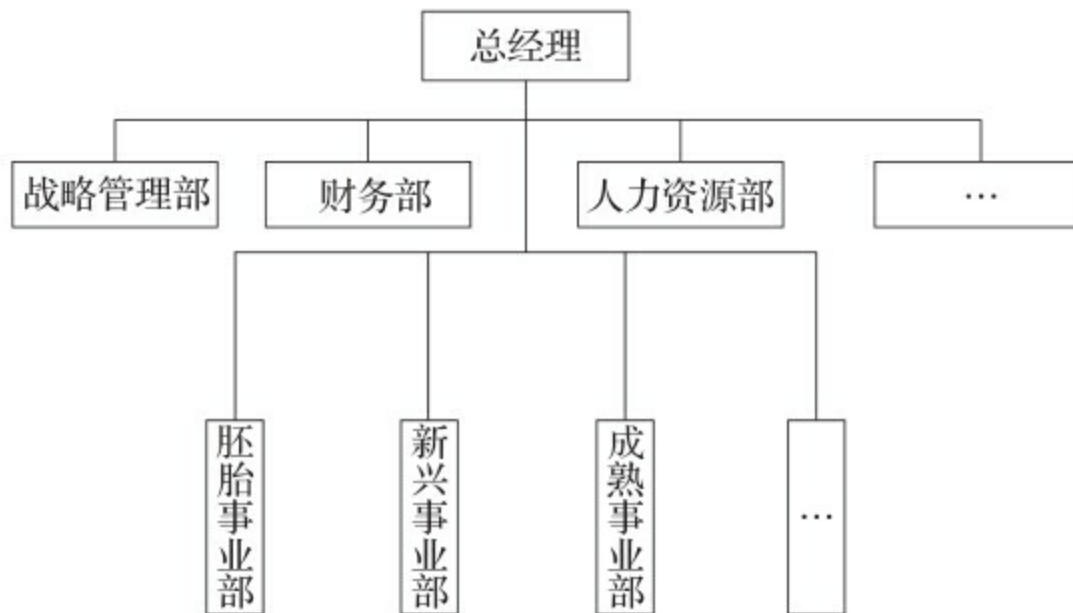 总经理
战略管理部
财务部
人力资源部
…
胚胎事业部
新兴事业部
成熟事业部
…